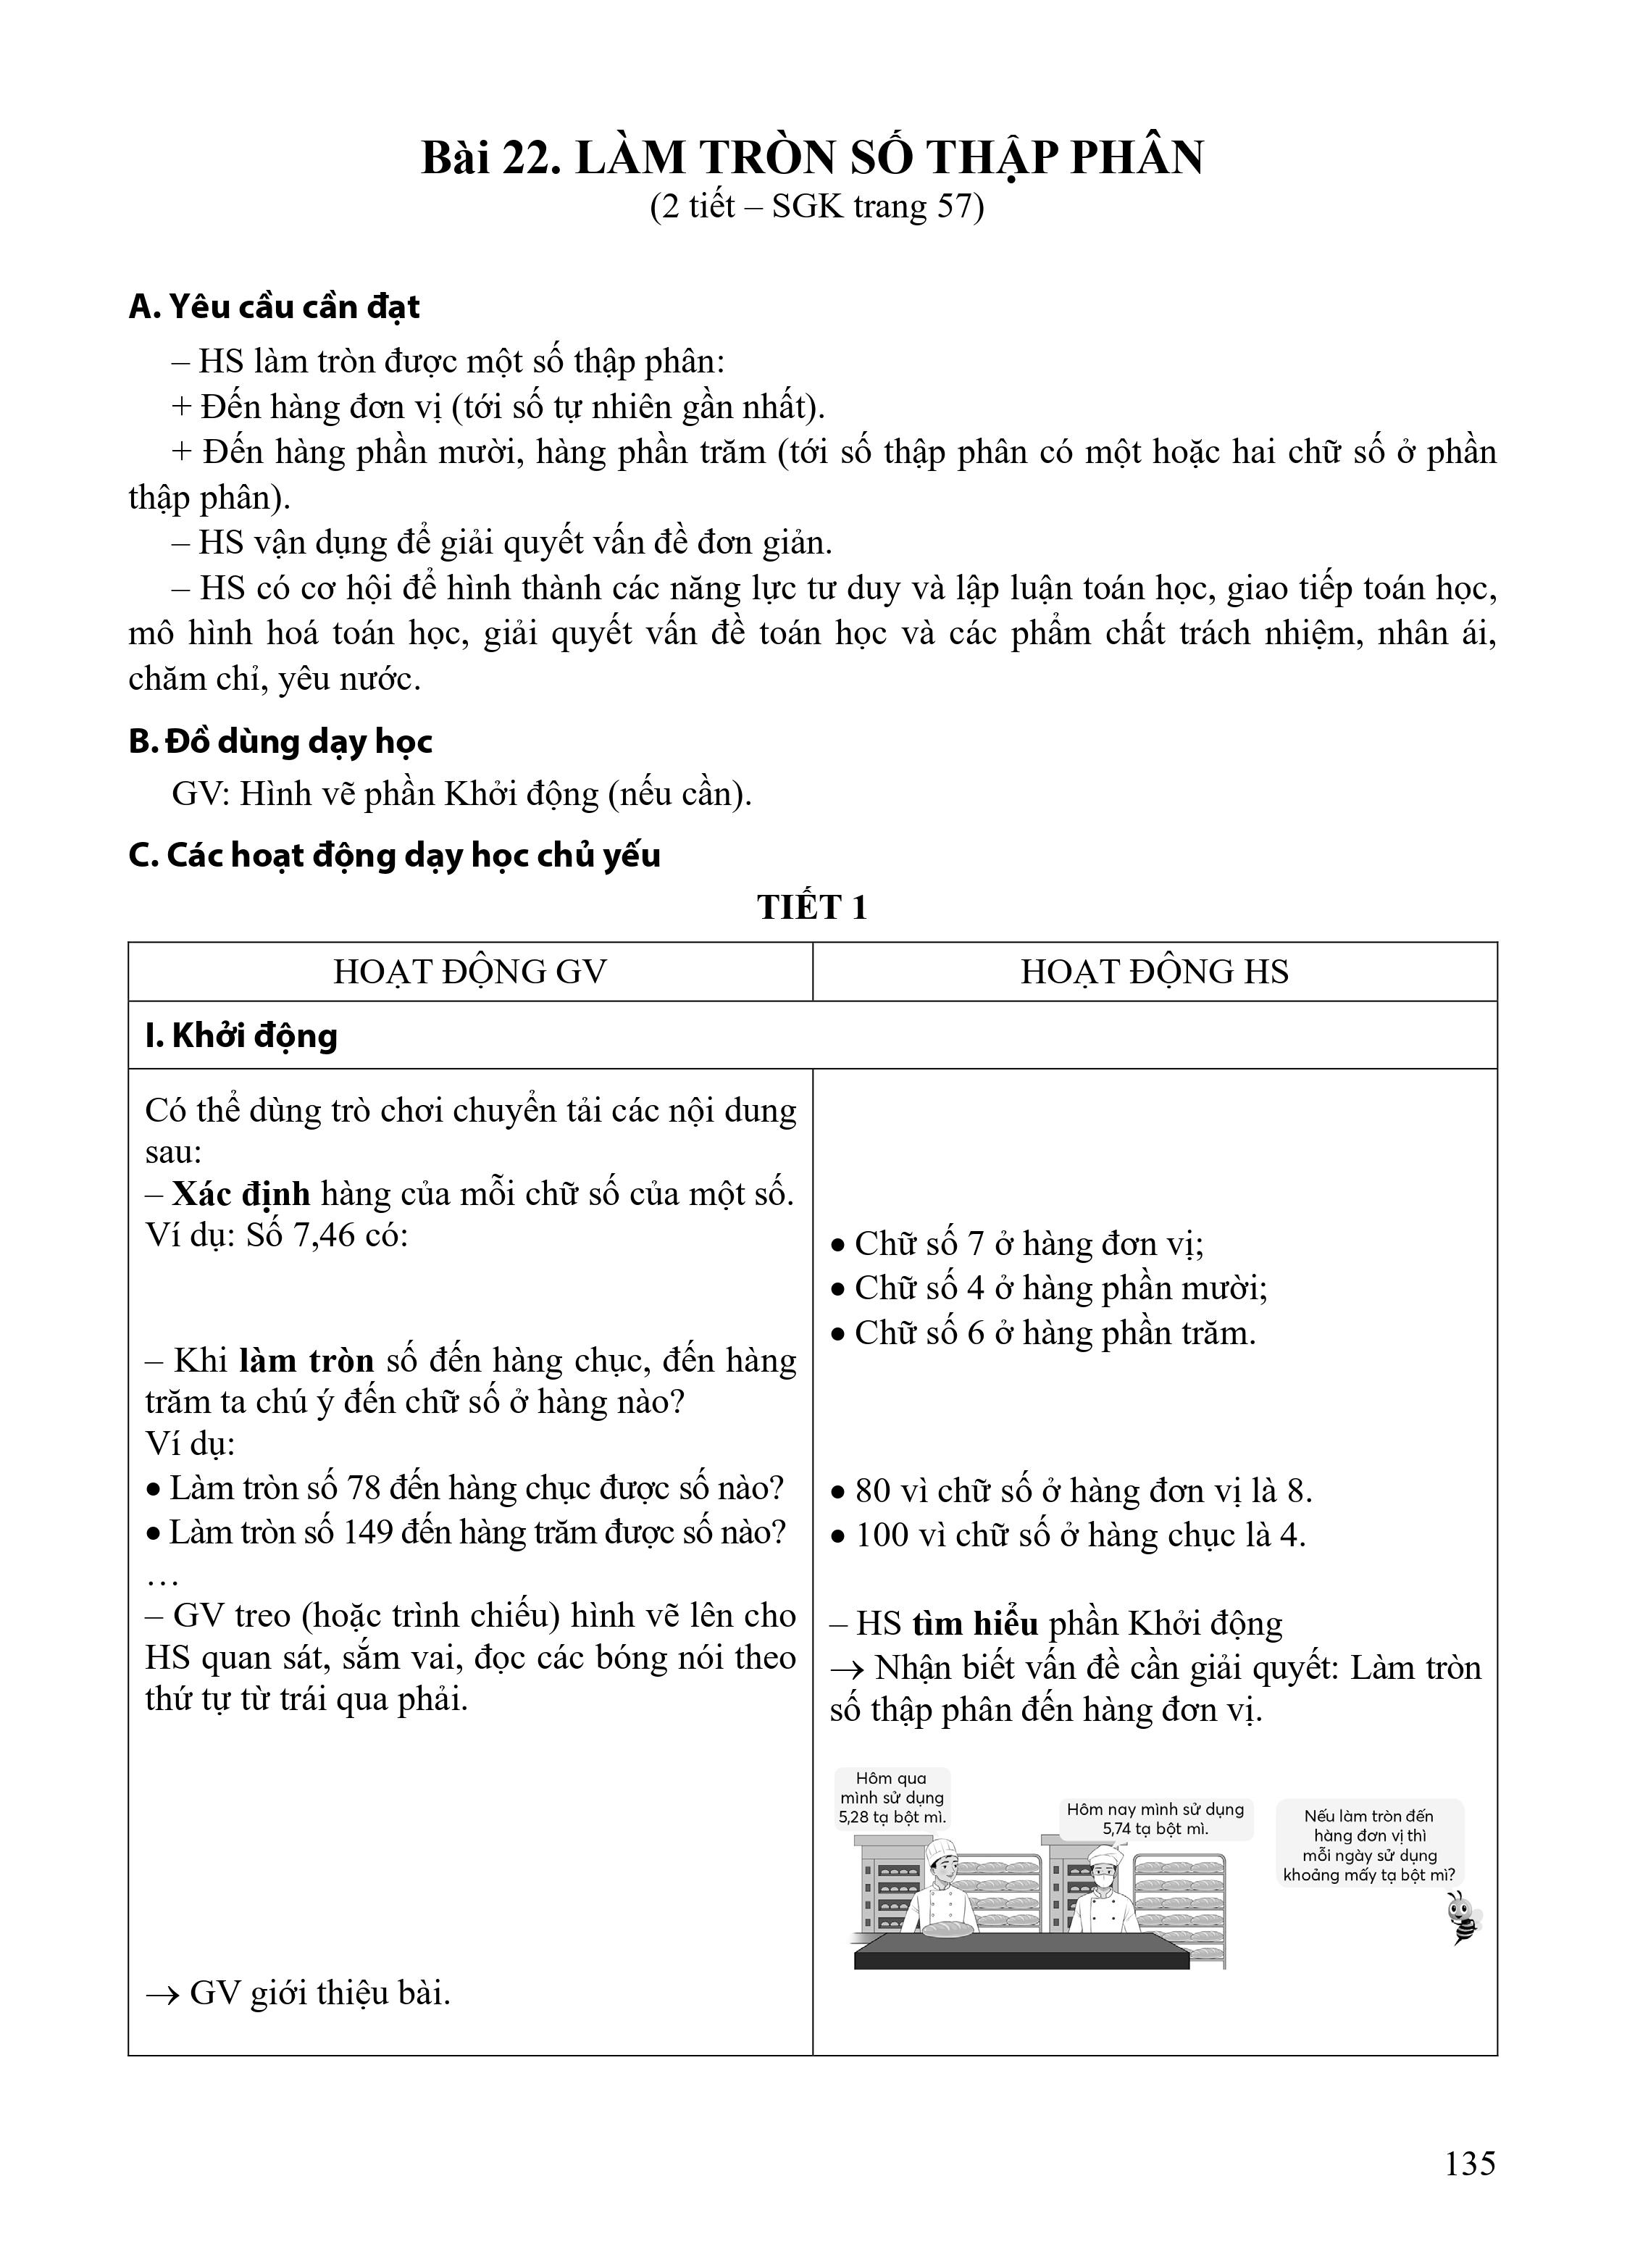 Bài 22. LÀM TRÒN SỐ THẬP PHÂN
(2 tiết – SGK trang 57)
A. Yêu cầu cần đạt
– HS làm tròn được một số thập phân:
+ Đến hàng đơn vị (tới số tự nhiên gần nhất).
+ Đến hàng phần mười, hàng phần trăm (tới số thập phân có một hoặc hai chữ số ở phần
thập phân).
– HS vận dụng để giải quyết vấn đề đơn giản.
– HS có cơ hội để hình thành các năng lực tư duy và lập luận toán học, giao tiếp toán học,
mô hình hoá toán học, giải quyết vấn đề toán học và các phẩm chất trách nhiệm, nhân ái,
chăm chỉ, yêu nước.
B. Đồ dùng dạy học
GV: Hình vẽ phần Khởi động (nếu cần).
C. Các hoạt động dạy học chủ yếu
TIẾT 1
HOẠT ĐỘNG GV
HOẠT ĐỘNG HS
I. Khởi động
Có thể dùng trò chơi chuyển tải các nội dung
sau:
– Xác định hàng của mỗi chữ số của một số.
Ví dụ: Số 7,46 có:
• Chữ số 7 ở hàng đơn vị;
• Chữ số 4 ở hàng phần mười;
• Chữ số 6 ở hàng phần trăm.
– Khi làm tròn số đến hàng chục, đến hàng
trăm ta chú ý đến chữ số ở hàng nào?
Ví dụ:
• Làm tròn số 78 đến hàng chục được số nào?
• Làm tròn số 149 đến hàng trăm được số nào?
…
• 80 vì chữ số ở hàng đơn vị là 8.
• 100 vì chữ số ở hàng chục là 4.
– GV treo (hoặc trình chiếu) hình vẽ lên cho
HS quan sát, sắm vai, đọc các bóng nói theo
thứ tự từ trái qua phải.
– HS tìm hiểu phần Khởi động
→ Nhận biết vấn đề cần giải quyết: Làm tròn
số thập phân đến hàng đơn vị.
Hôm qua
mình sử dụng
5,28 tạ bột mì.
Hôm nay mình sử dụng
5,74 tạ bột mì.
Nếu làm tròn đến
hàng đơn vị thì
mỗi ngày sử dụng
khoảng mấy tạ bột mì?
→ GV giới thiệu bài.
135